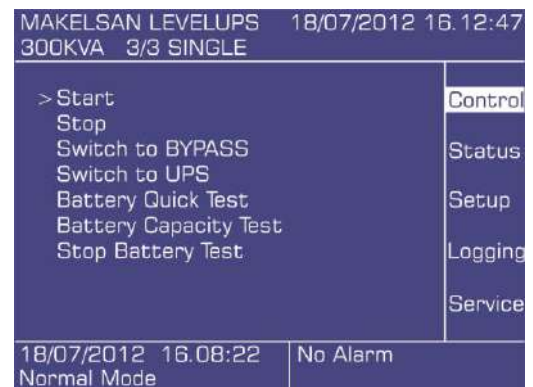 MAKELSAN LEVELUPS 18/07/2012 16.12:47
300KVA 3/3 SINGLE
> Start
Stop
Switch to BYPASS
Switch to UPS
Battery Quick Test
Battery Capacity Test
Stop Battery Test
Control
Status
Setup
Logging
Service
18/07/2012 16.08:22 No Alarm
Normal Mode